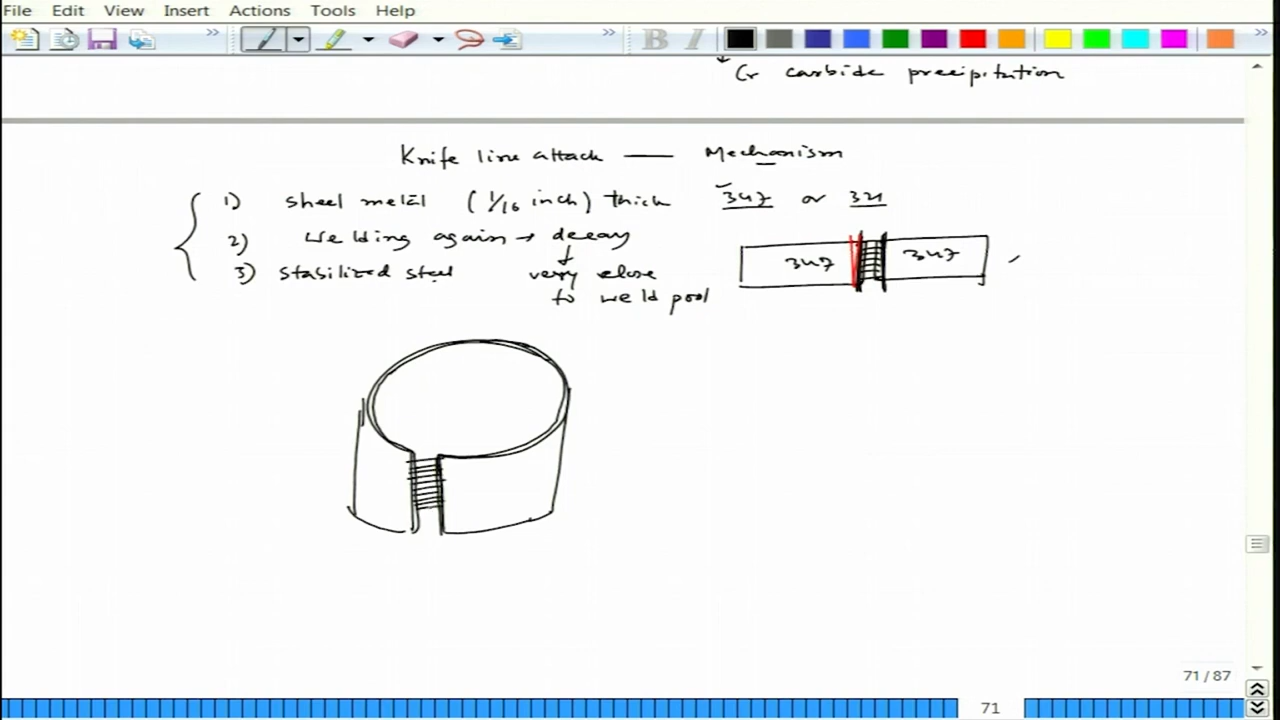 File Edit View Insert Actions Tools Help
Cr carbide precipitation
Knife line attack — Mechanism
1) sheel metal (1/16 inch) thick 347 or 321
2) Welding again → decay
3) stabilized steel very close
to weld pool
347 347
71 / 87
71